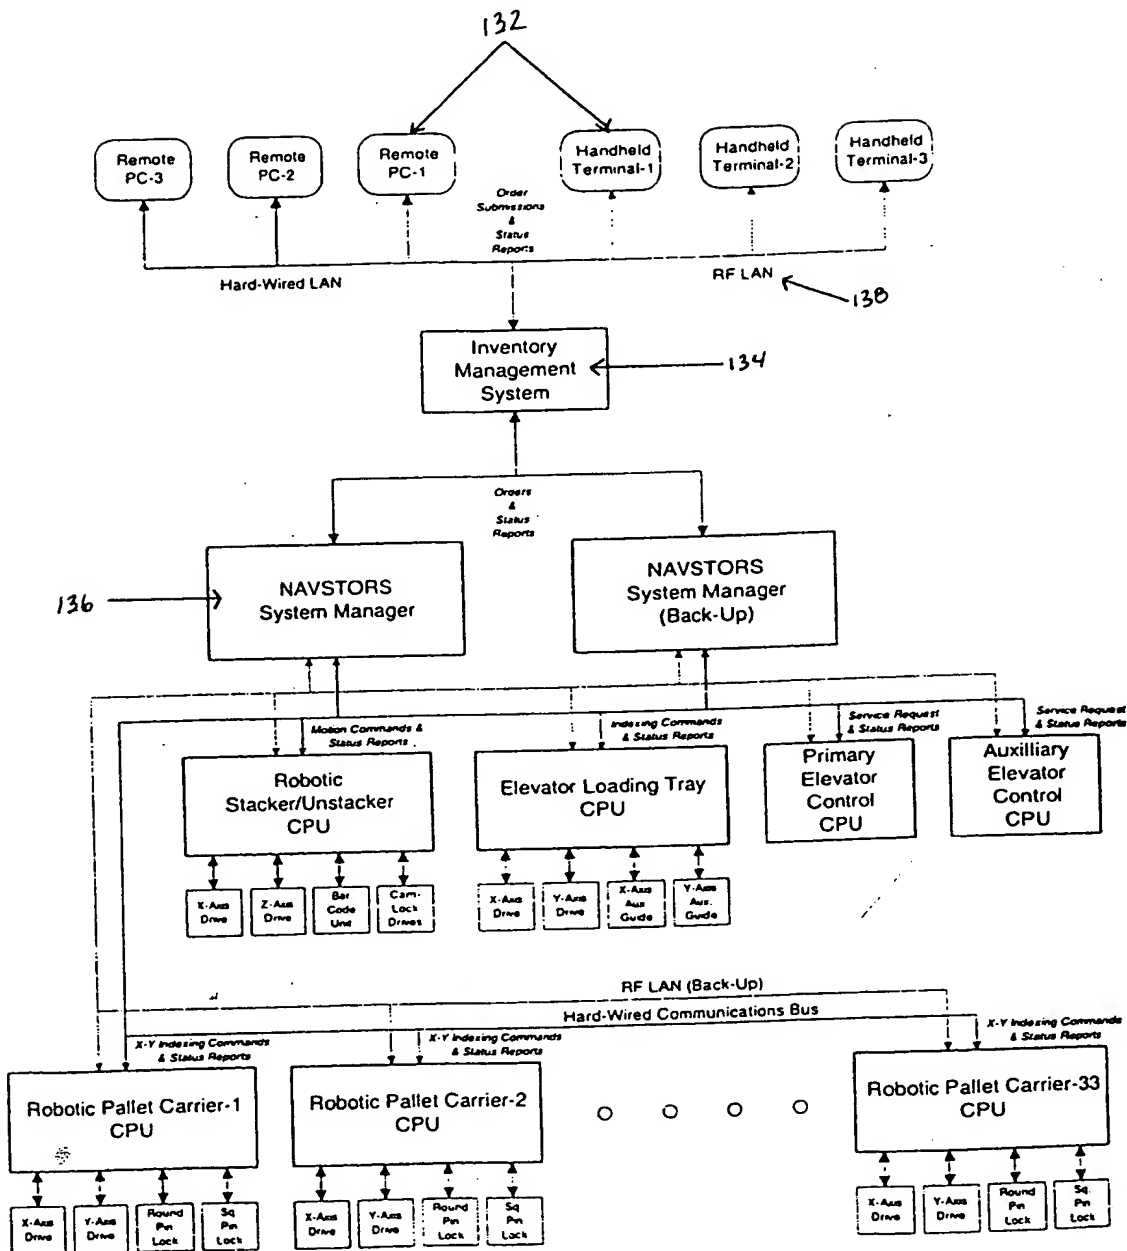 132
Remote
PC-3
Remote
PC-2
Remote
PC-1
Handheld
Terminal-1
Handheld
Terminal-2
Handheld
Terminal-3
Order
Submissions
&
Status
Reports
Hard-Wired LAN
RF LAN
138
Inventory
Management
System
134
Orders
&
Status
Reports
NAVSTORS
System Manager
136
NAVSTORS
System Manager
(Back-Up)
Motion Commands &
Status Reports
Indexing Commands
& Status Reports
Service Request
& Status Reports
Service Request
& Status Reports
Robotic
Stacker/Unstacker
CPU
Elevator Loading Tray
CPU
Primary
Elevator
Control
CPU
Auxilliary
Elevator
Control
CPU
X-Axis
Drive
Z-Axis
Drive
Bar
Code
Unit
Cam-
Lock
Drives
X-Axis
Drive
Y-Axis
Drive
X-Axis
Aux
Guide
Y-Axis
Aux.
Guide
RF LAN (Back-Up)
Hard-Wired Communications Bus
X-Y Indexing Commands
& Status Reports
X-Y Indexing Commands
& Status Reports
X-Y Indexing Commands
& Status Reports
Robotic Pallet Carrier-1
CPU
Robotic Pallet Carrier-2
CPU
Robotic Pallet Carrier-33
CPU
X-Axis
Drive
Y-Axis
Drive
Round
Pin
Lock
Sq
Pin
Lock
X-Axis
Drive
Y-Axis
Drive
Round
Pin
Lock
Sq
Pin
Lock
X-Axis
Drive
Y-Axis
Drive
Round
Pin
Lock
Sq
Pin
Lock